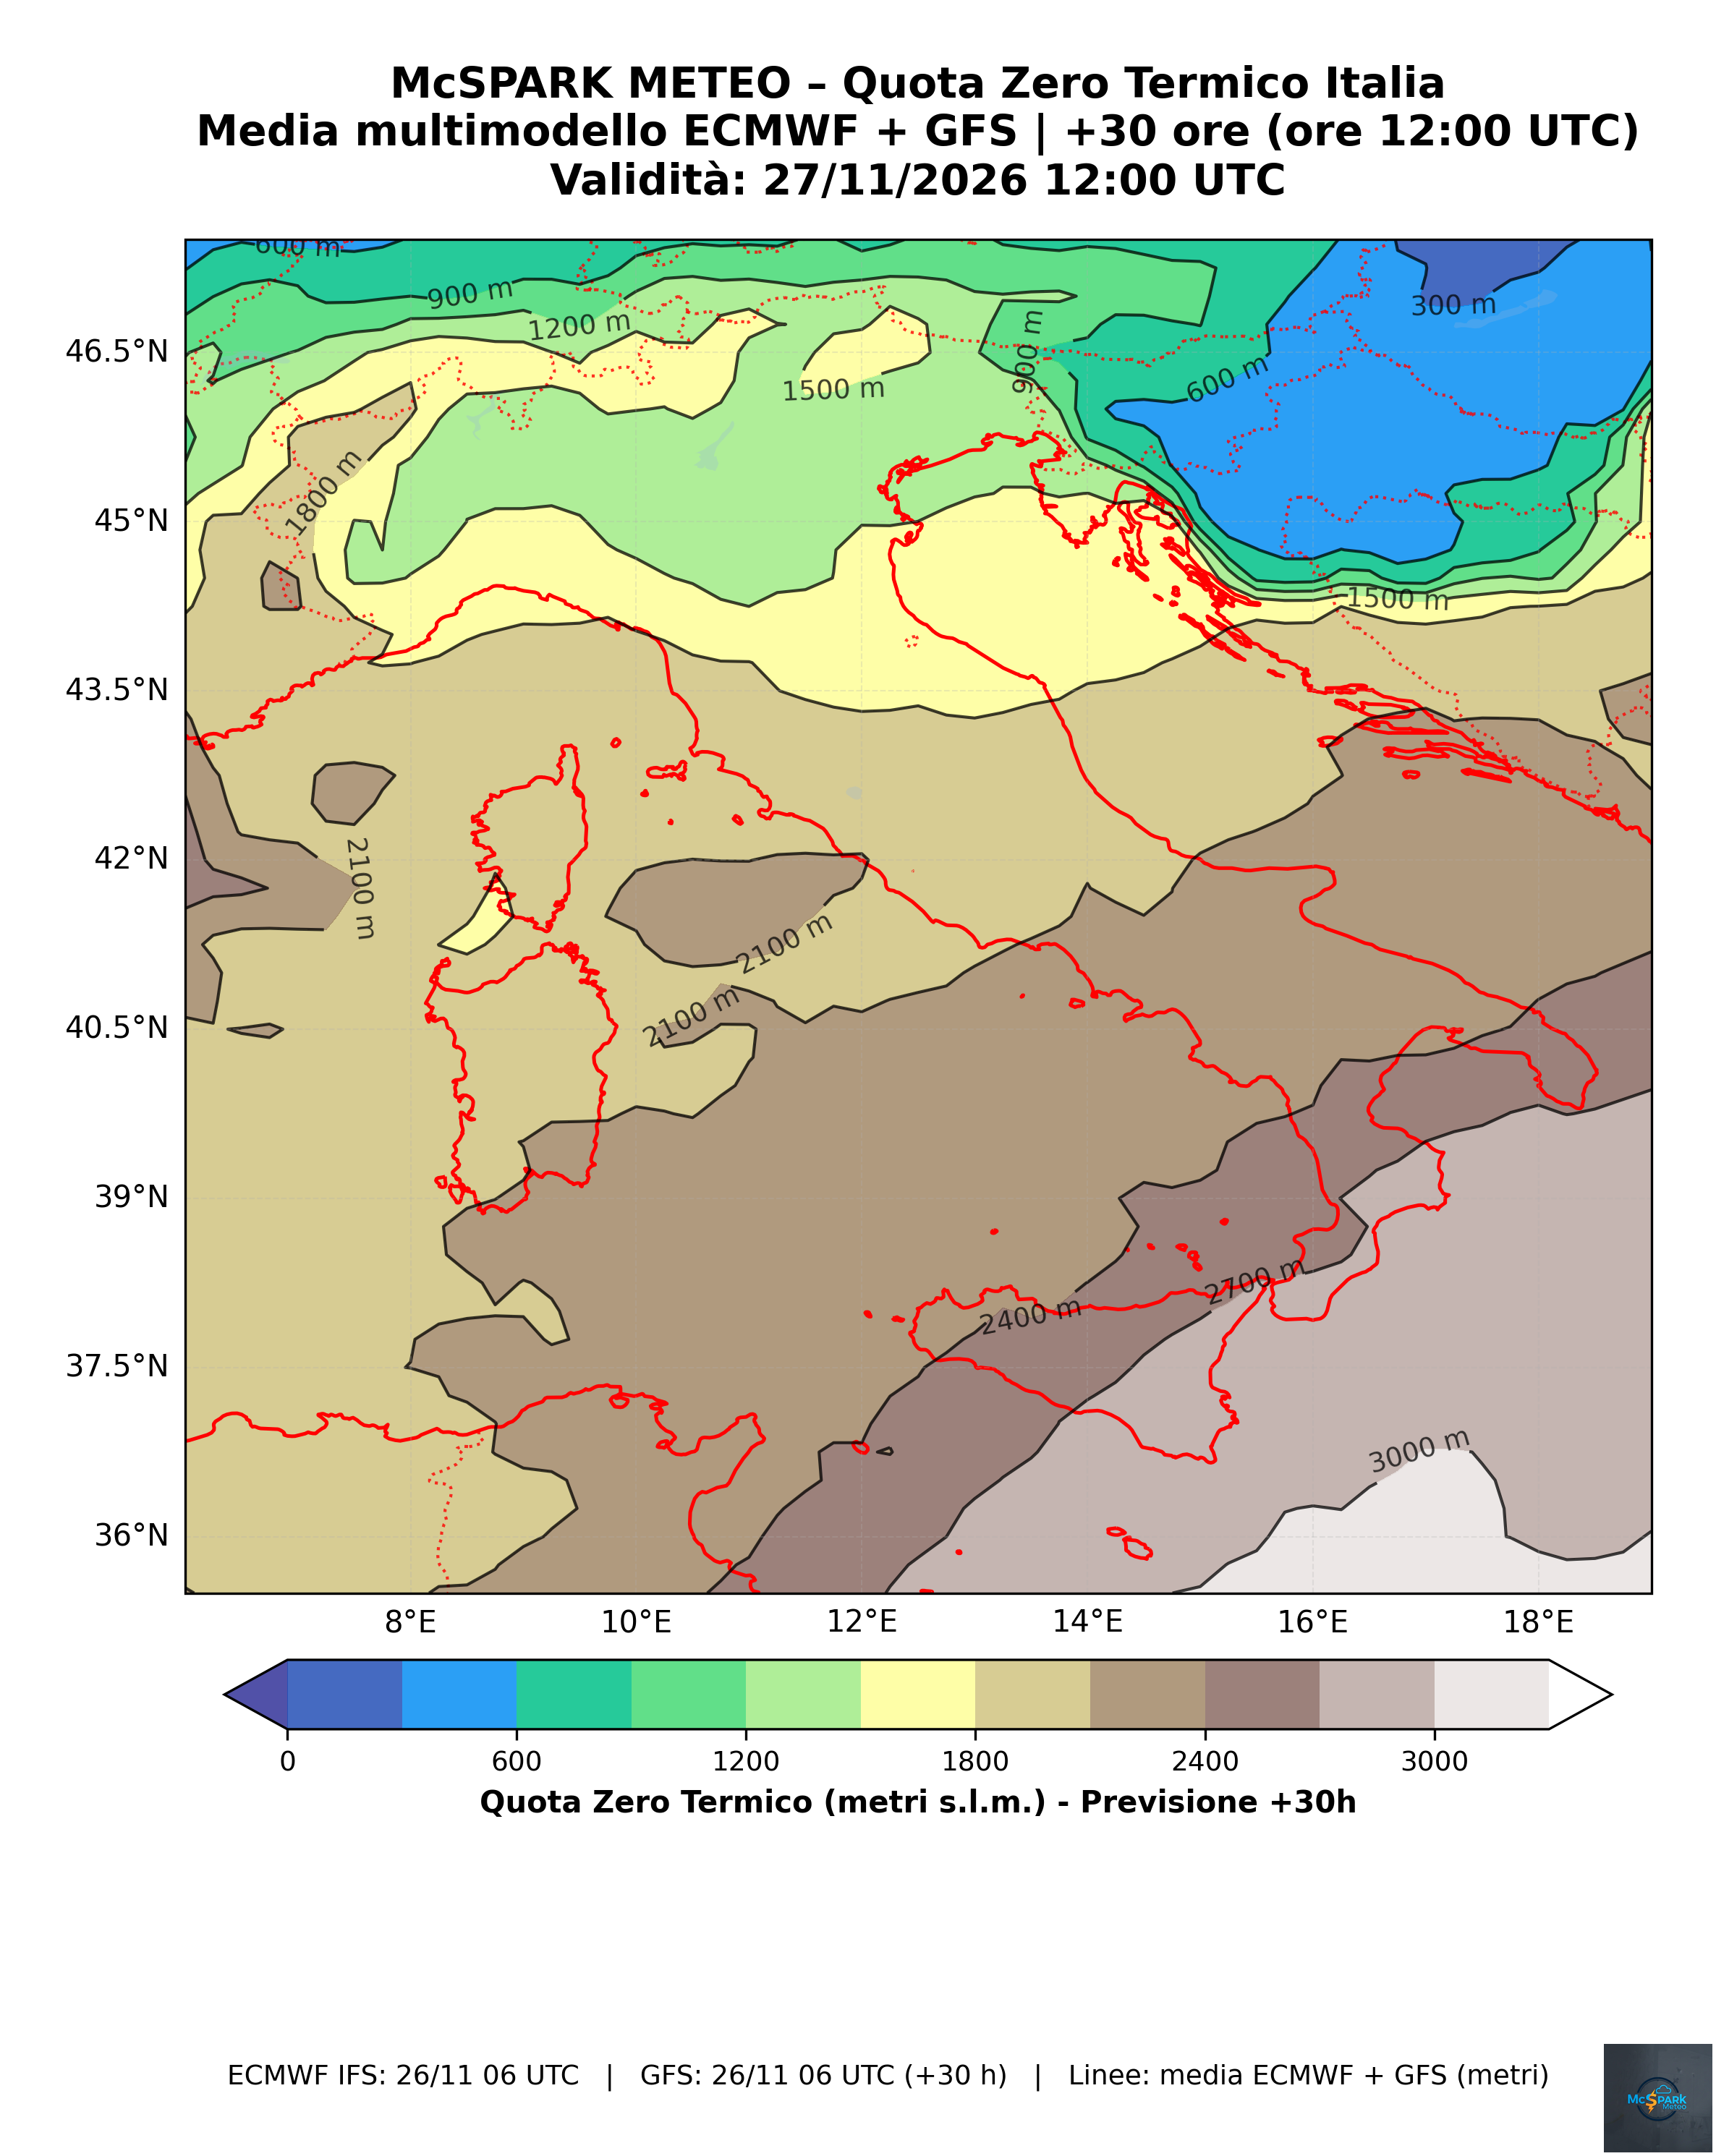 McSPARK METEO – Quota Zero Termico Italia
Media multimodello ECMWF + GFS | +30 ore (ore 12:00 UTC)
Validità: 27/11/2026 12:00 UTC
600 m
900 m
300 m
1200 m
900 m
46.5°N
600 m
1500 m
1800 m
45°N
1500 m
43.5°N
42°N
2100 m
2100 m
2100 m
40.5°N
39°N
2700 m
2400 m
37.5°N
3000 m
36°N
8°E 10°E 12°E 14°E 16°E 18°E
0 600 1200 1800 2400 3000
Quota Zero Termico (metri s.l.m.) - Previsione +30h
ECMWF IFS: 26/11 06 UTC | GFS: 26/11 06 UTC (+30 h) | Linee: media ECMWF + GFS (metri)
McSPARK
Meteo